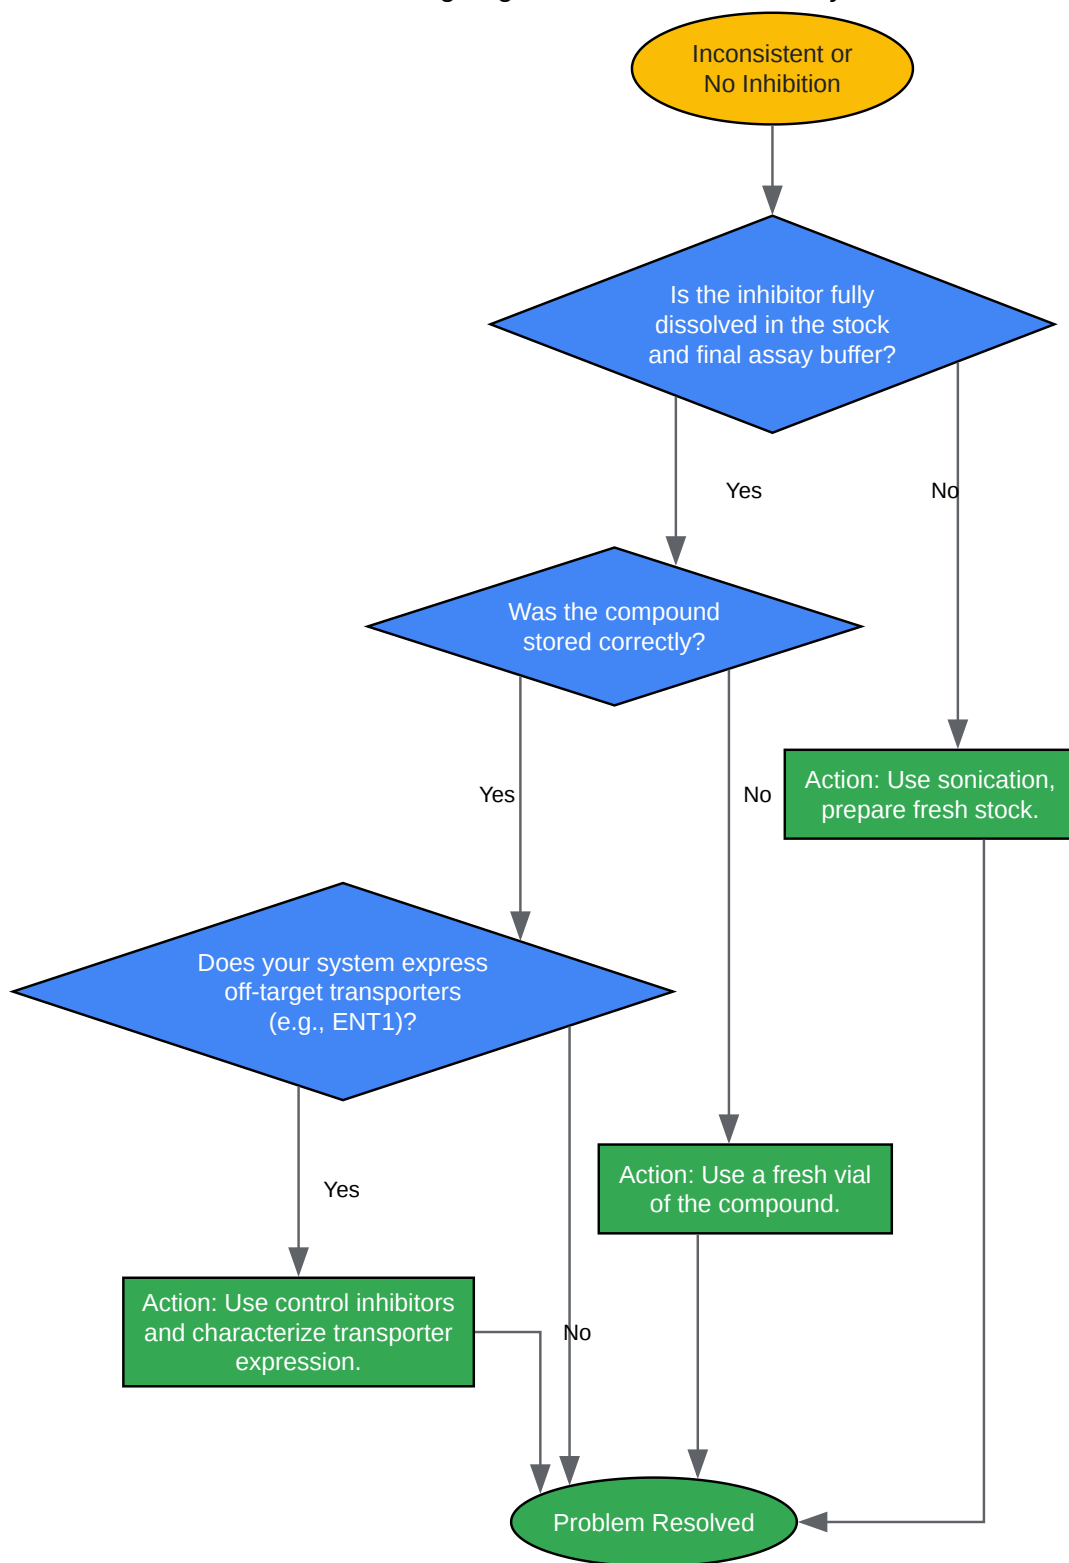 Inconsistent or
No Inhibition
Is the inhibitor fully
dissolved in the stock
and final assay buffer?
Yes
No
Was the compound
stored correctly?
Yes
No
Action: Use sonication,
prepare fresh stock.
Does your system express
off-target transporters
(e.g., ENT1)?
Yes
Action: Use a fresh vial
of the compound.
Action: Use control inhibitors
and characterize transporter
expression.
No
Problem Resolved